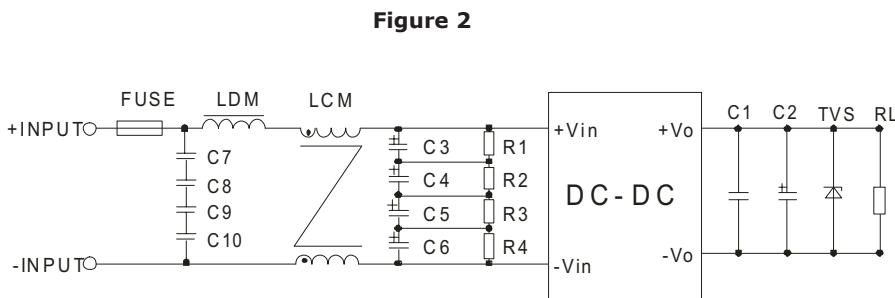 Figure 2
FUSE LDM LCM C1 C2 TVS RL
+INPUT +Vin +Vo
C3 R1
C7
C4 R2
C8
DC-DC
C5 R3
C9
C6 R4
C10
-INPUT -Vin -Vo